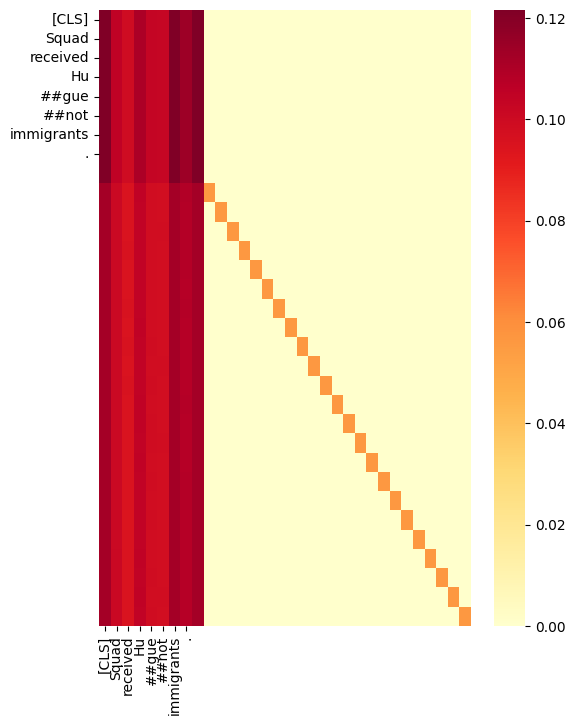 [CLS]
Squad
received
Hu
##gue
##not
immigrants
.
0.12
0.10
0.08
0.06
0.04
0.02
0.00
[CLS]
Squad
received
Hu
##gue
##not
immigrants
.